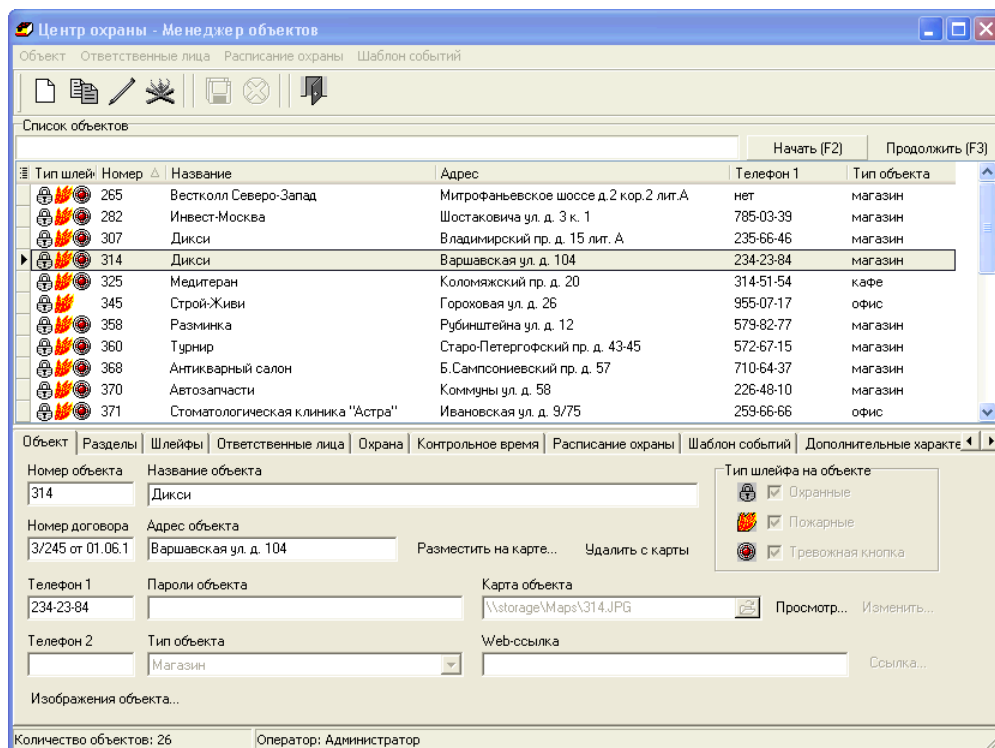 Центр охраны - Менеджер объектов
Объект Ответственные лица Расписание охраны Шаблон событий
Список объектов
Начать (F2) Продолжить (F3)
Тип шлей Номер Название Адрес Телефон 1 Тип объекта
265 Вестколл Северо-Запад Митрофаньевское шоссе д.2 кор.2 лит.А нет магазин
282 Инвест-Москва Шостаковича ул. д. 3 к. 1 785-03-39 магазин
307 Дикси Владимирский пр. д. 15 лит. А 235-66-46 магазин
314 Дикси Варшавская ул. д. 104 234-23-84 магазин
325 Медитеран Коломяжский пр. д. 20 314-51-54 кафе
345 Строй-Живи Гороховая ул. д. 26 955-07-17 офис
358 Разминка Рубинштейна ул. д. 12 579-82-77 магазин
360 Турнир Старо-Петергофский пр. д. 43-45 572-67-15 магазин
368 Антикварный салон Б.Сампсониевский пр. д. 57 710-64-37 магазин
370 Автозапчасти Коммуны ул. д. 58 226-48-10 магазин
371 Стоматологическая клиника "Астра" Ивановская ул. д. 9/75 259-66-66 офис
Объект Разделы Шлейфы Ответственные лица Охрана Контрольное время Расписание охраны Шаблон событий Дополнительные характе
Номер объекта Название объекта Тип шлейфа на объекте
314 Дикси Охранные
Номер договора Адрес объекта Пожарные
3/245 от 01.06.1 Варшавская ул. д. 104 Разместить на карте... Удалить с карты Тревожная кнопка
Телефон 1 Пароли объекта Карта объекта
234-23-84 \\storage\Maps\314.JPG Просмотр... Изменить...
Телефон 2 Тип объекта Web-ссылка
Магазин Ссылка...
Изображения объекта...
Количество объектов: 26 Оператор: Администратор